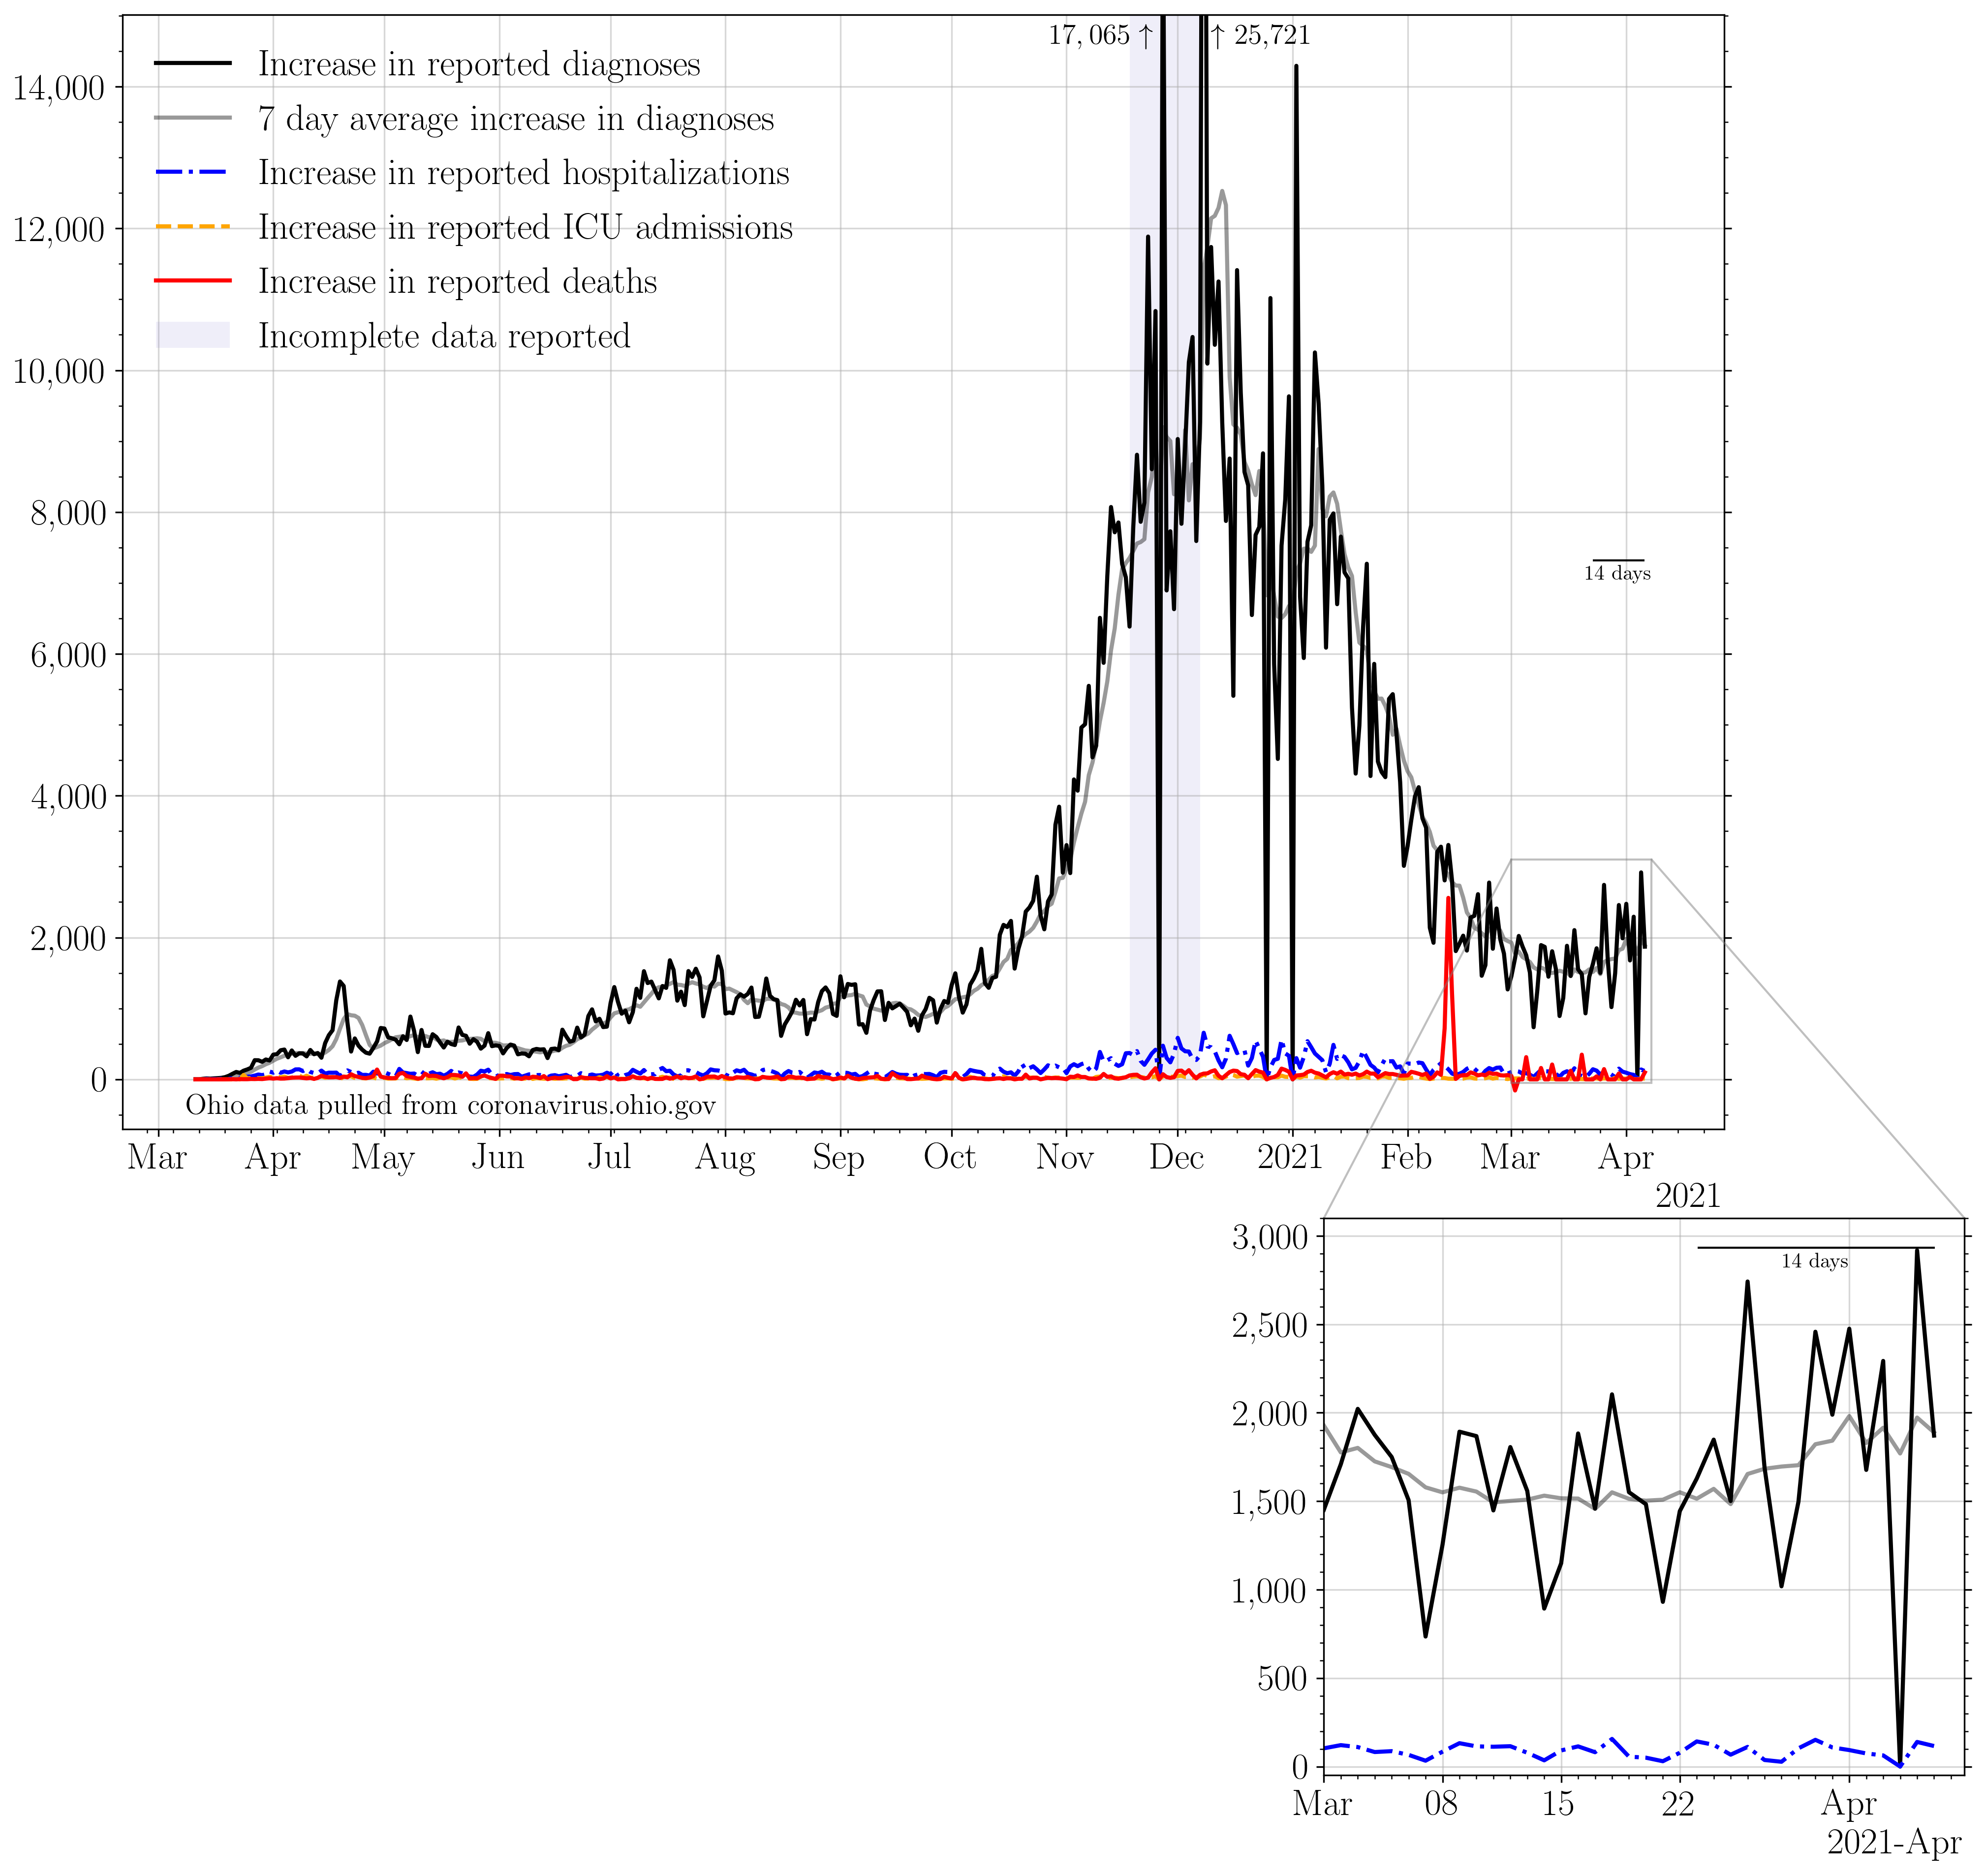 17,065 ↑ ↑ 25,721
Increase in reported diagnoses
7 day average increase in diagnoses
Increase in reported hospitalizations
Increase in reported ICU admissions
Increase in reported deaths
Incomplete data reported
14,000
12,000
10,000
8,000
6,000
4,000
2,000
0
14 days
Ohio data pulled from coronavirus.ohio.gov
Mar Apr May Jun Jul Aug Sep Oct Nov Dec 2021 Feb Mar Apr
2021
3,000
2,500
2,000
1,500
1,000
500
0
14 days
Mar 08 15 22 Apr
2021-Apr